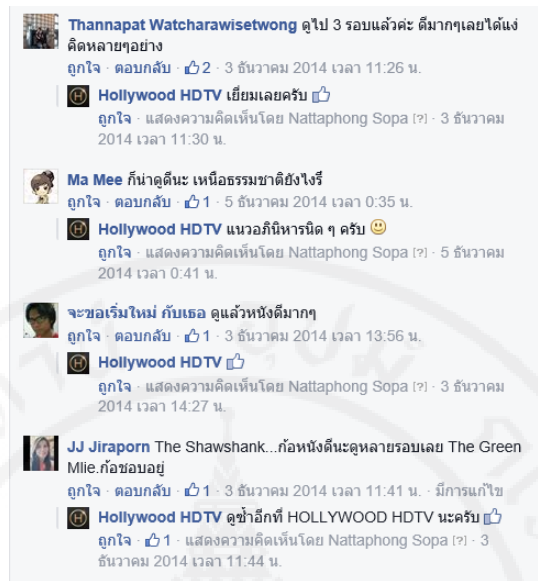 Thannapat Watcharawisetwong ดูไป 3 รอบแล้วค่ะ ดีมากๆเลยได้แง่
คิดหลายๆอย่าง
ถูกใจ · ตอบกลับ · 2 · 3 ธันวาคม 2014 เวลา 11:26 น.
Hollywood HDTV เยี่ยมเลยครับ
ถูกใจ · แสดงความคิดเห็นโดย Nattaphong Sopa [?] · 3 ธันวาคม
2014 เวลา 11:30 น.
Ma Mee ก็น่าดูดีนะ เหนือธรรมชาติยังไงรึ
ถูกใจ · ตอบกลับ · 1 · 5 ธันวาคม 2014 เวลา 0:35 น.
Hollywood HDTV แนวอภินิหารนิด ๆ ครับ
ถูกใจ · แสดงความคิดเห็นโดย Nattaphong Sopa [?] · 5 ธันวาคม
2014 เวลา 0:41 น.
จะขอเริ่มใหม่ กับเธอ ดูแล้วหนังดีมากๆ
ถูกใจ · ตอบกลับ · 1 · 3 ธันวาคม 2014 เวลา 13:56 น.
Hollywood HDTV
ถูกใจ · แสดงความคิดเห็นโดย Nattaphong Sopa [?] · 3 ธันวาคม
2014 เวลา 14:27 น.
JJ Jiraporn The Shawshank...ก้อหนังดีนะดูหลายรอบเลย The Green
Mlie.ก้อชอบอยู่
ถูกใจ · ตอบกลับ · 1 · 3 ธันวาคม 2014 เวลา 11:41 น. · มีการแก้ไข
Hollywood HDTV ดูซ้ำอีกที่ HOLLYWOOD HDTV นะครับ
ถูกใจ · 1 · แสดงความคิดเห็นโดย Nattaphong Sopa [?] · 3
ธันวาคม 2014 เวลา 11:44 น.